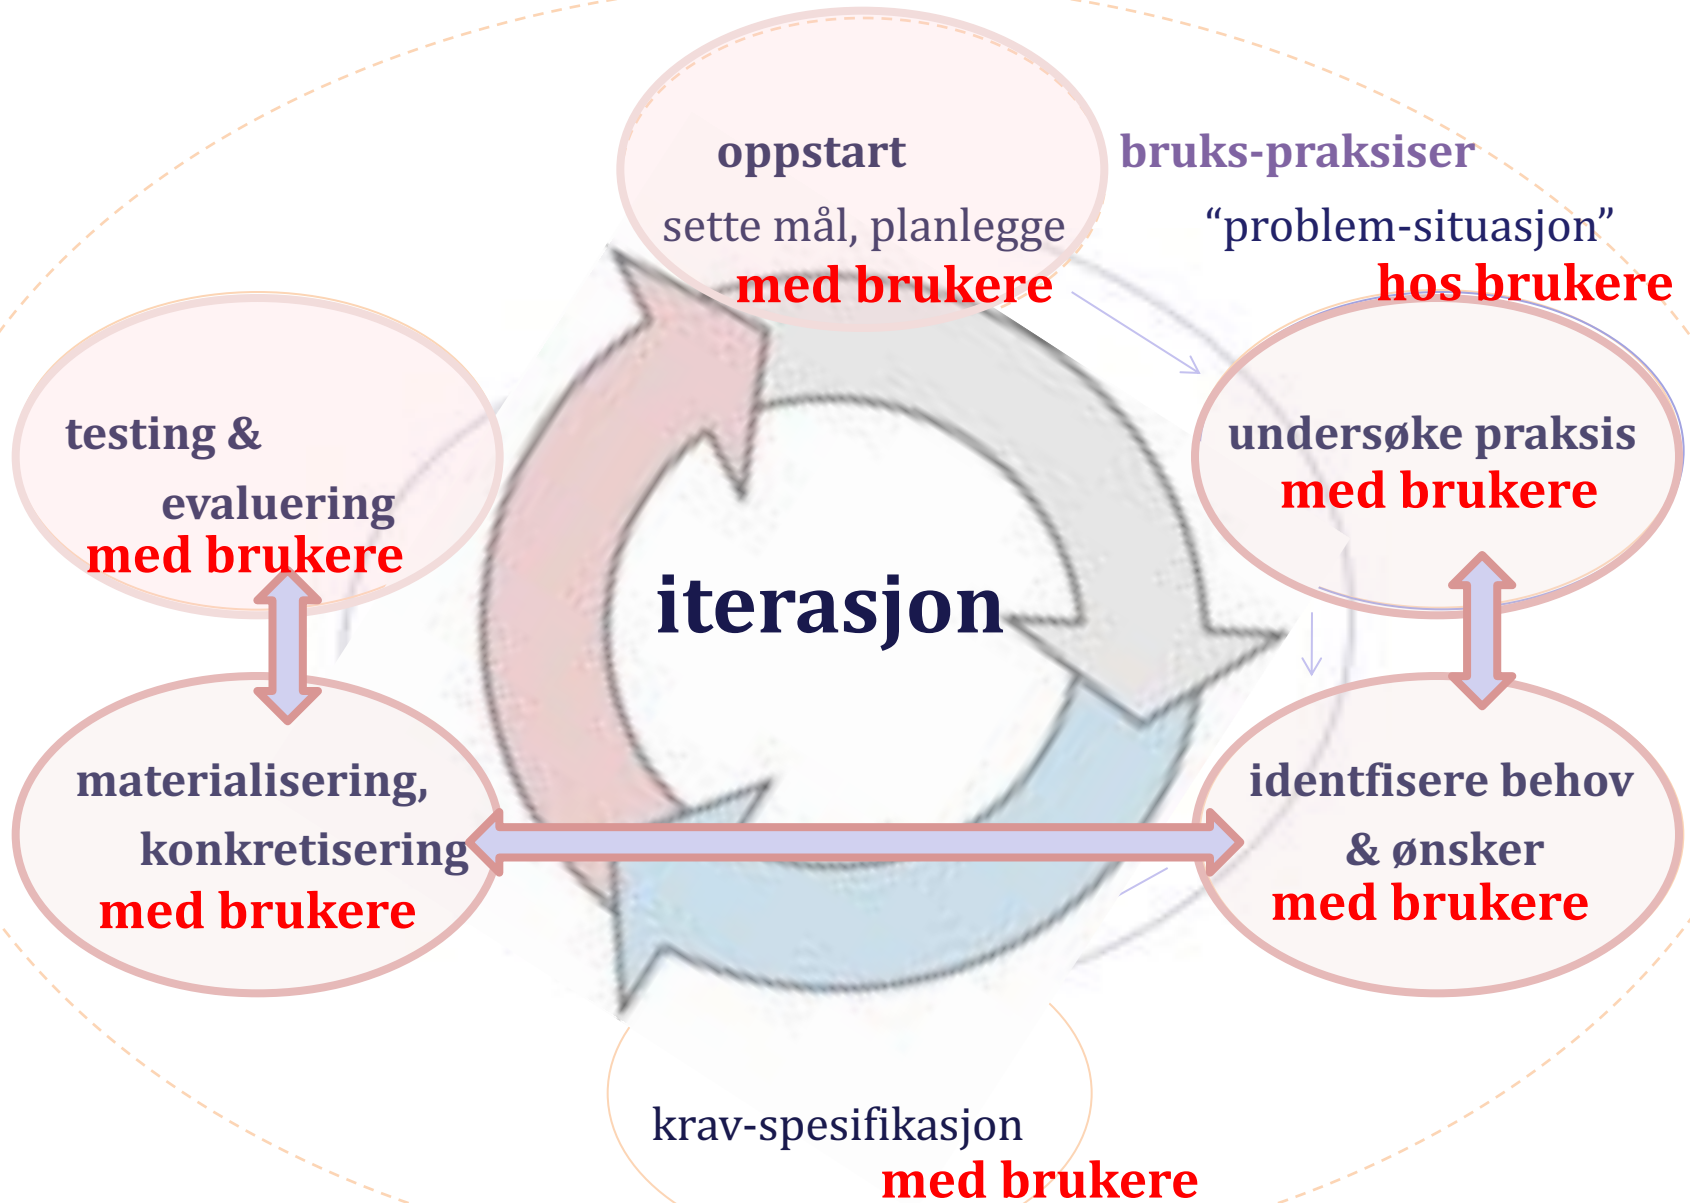 oppstart
sette mål, planlegge
med brukere
bruks-praksiser
“problem-situasjon”
hos brukere
testing &
evaluering
med brukere
undersøke praksis
med brukere
iterasjon
materialisering,
konkretisering
med brukere
identfisere behov
& ønsker
med brukere
krav-spesifikasjon
med brukere